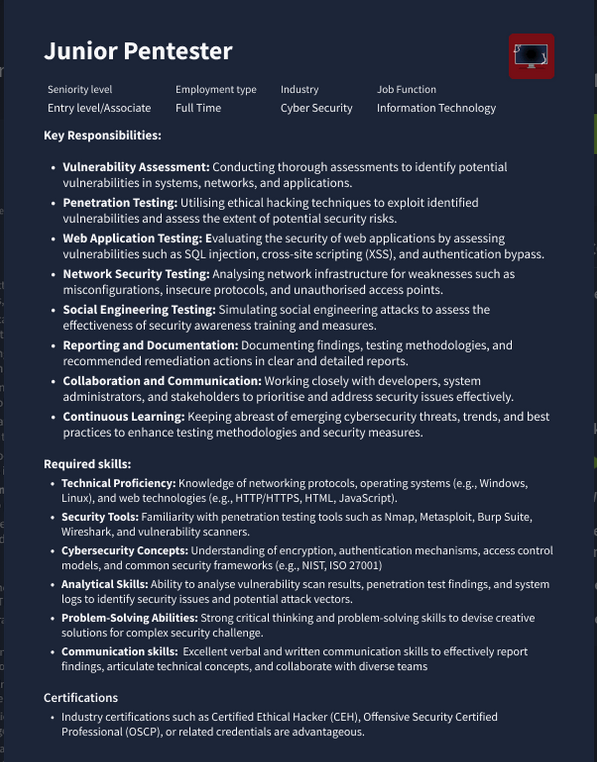 Junior Pentester
Seniority level Employment type Industry Job Function
Entry level/Associate Full Time Cyber Security Information Technology
Key Responsibilities:
• Vulnerability Assessment: Conducting thorough assessments to identify potential
vulnerabilities in systems, networks, and applications.
• Penetration Testing: Utilising ethical hacking techniques to exploit identified
vulnerabilities and assess the extent of potential security risks.
• Web Application Testing: Evaluating the security of web applications by assessing
vulnerabilities such as SQL injection, cross-site scripting (XSS), and authentication bypass.
• Network Security Testing: Analysing network infrastructure for weaknesses such as
misconfigurations, insecure protocols, and unauthorised access points.
• Social Engineering Testing: Simulating social engineering attacks to assess the
effectiveness of security awareness training and measures.
• Reporting and Documentation: Documenting findings, testing methodologies, and
recommended remediation actions in clear and detailed reports.
• Collaboration and Communication: Working closely with developers, system
administrators, and stakeholders to prioritise and address security issues effectively.
• Continuous Learning: Keeping abreast of emerging cybersecurity threats, trends, and best
practices to enhance testing methodologies and security measures.
Required skills:
• Technical Proficiency: Knowledge of networking protocols, operating systems (e.g., Windows,
Linux), and web technologies (e.g., HTTP/HTTPS, HTML, JavaScript).
• Security Tools: Familiarity with penetration testing tools such as Nmap, Metasploit, Burp Suite,
Wireshark, and vulnerability scanners.
• Cybersecurity Concepts: Understanding of encryption, authentication mechanisms, access control
models, and common security frameworks (e.g., NIST, ISO 27001)
• Analytical Skills: Ability to analyse vulnerability scan results, penetration test findings, and system
logs to identify security issues and potential attack vectors.
• Problem-Solving Abilities: Strong critical thinking and problem-solving skills to devise creative
solutions for complex security challenge.
• Communication skills: Excellent verbal and written communication skills to effectively report
findings, articulate technical concepts, and collaborate with diverse teams
Certifications
• Industry certifications such as Certified Ethical Hacker (CEH), Offensive Security Certified
Professional (OSCP), or related credentials are advantageous.